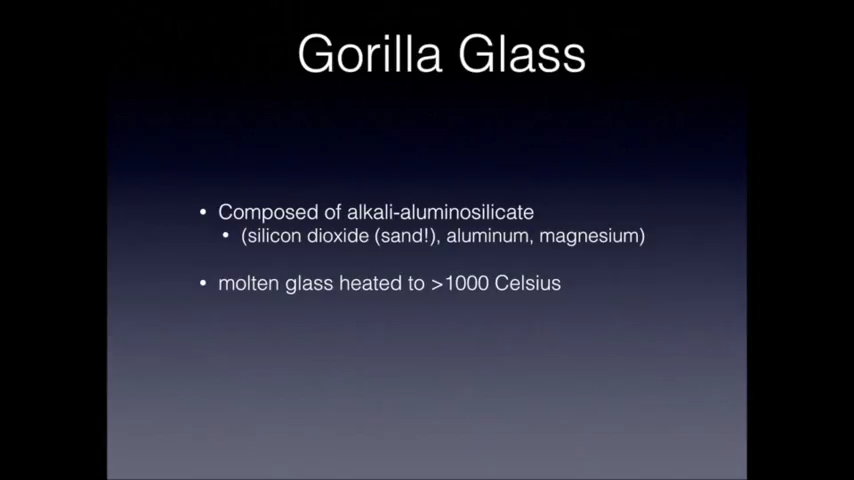 Gorilla Glass
• Composed of alkali-aluminosilicate
• (silicon dioxide (sand!), aluminum, magnesium)
• molten glass heated to >1000 Celsius